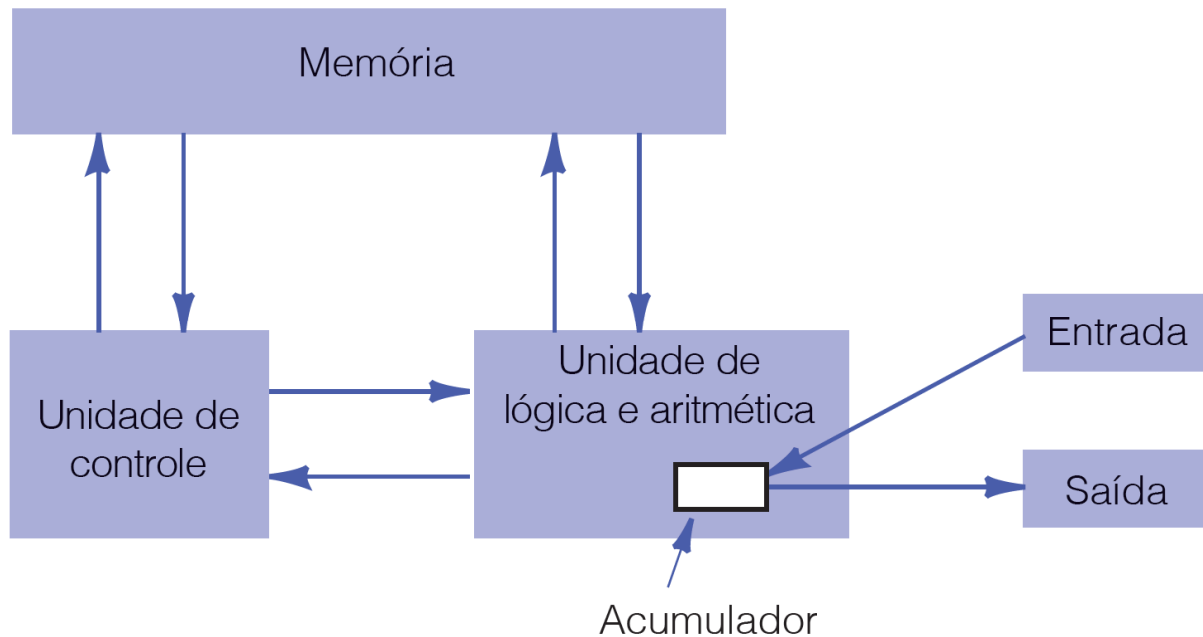 Memória
Unidade de
controle
Unidade de
lógica e aritmética
Entrada
Saída
Acumulador